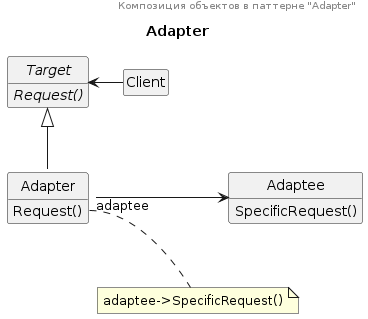 Композиция объектов в паттерне "Adapter"
Adapter
Target
Request()
Client
Adapter
Request()
adaptee
Adaptee
SpecificRequest()
adaptee->SpecificRequest()